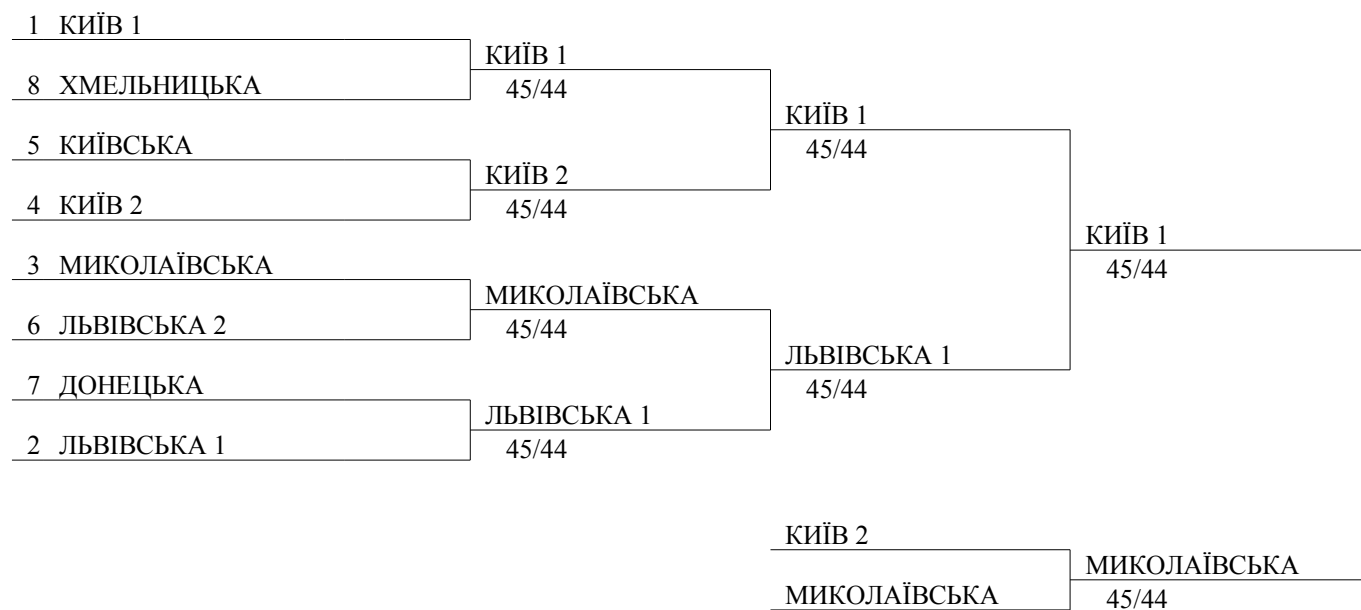 1 КИЇВ 1
КИЇВ 1
8 ХМЕЛЬНИЦЬКА
45/44
КИЇВ 1
5 КИЇВСЬКА
45/44
КИЇВ 2
4 КИЇВ 2
45/44
КИЇВ 1
3 МИКОЛАЇВСЬКА
45/44
МИКОЛАЇВСЬКА
6 ЛЬВІВСЬКА 2
45/44
ЛЬВІВСЬКА 1
7 ДОНЕЦЬКА
45/44
ЛЬВІВСЬКА 1
2 ЛЬВІВСЬКА 1
45/44
КИЇВ 2
МИКОЛАЇВСЬКА
МИКОЛАЇВСЬКА
45/44